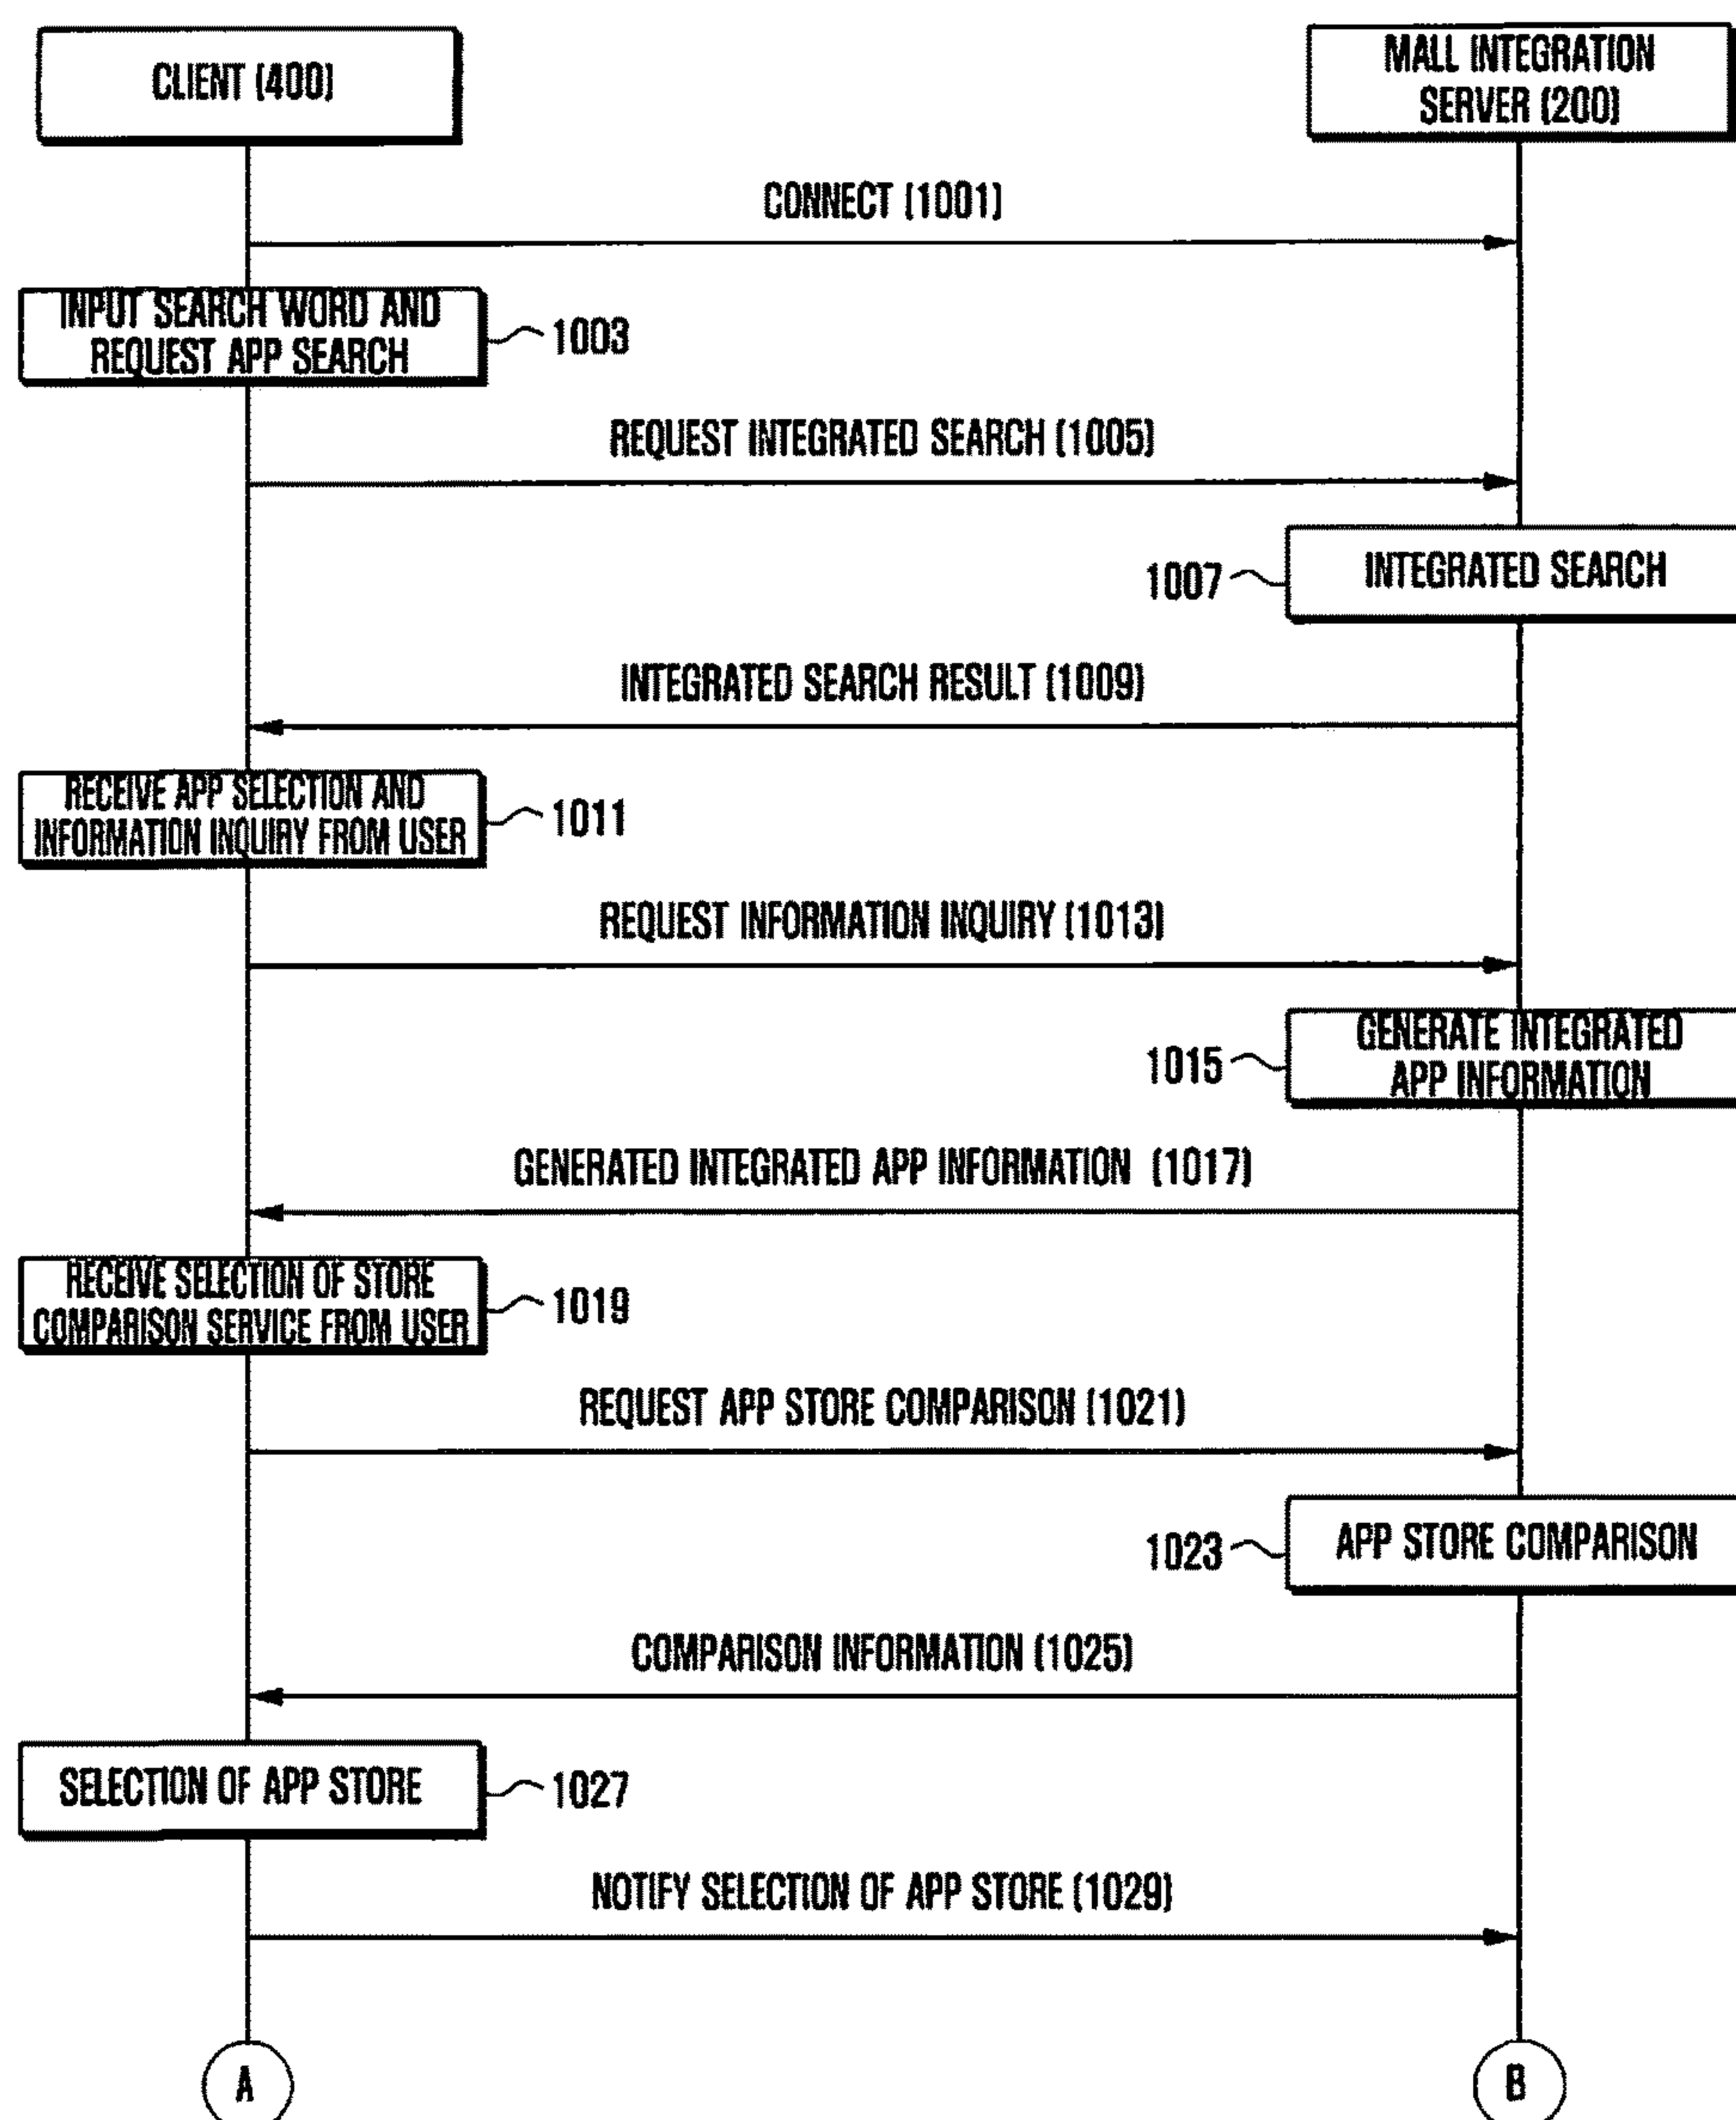 CLIENT (400)
MALL INTEGRATION
SERVER (200)
CONNECT (1001)
INPUT SEARCH WORD AND
REQUEST APP SEARCH
1003
REQUEST INTEGRATED SEARCH (1005)
1007
INTEGRATED SEARCH
INTEGRATED SEARCH RESULT (1009)
RECEIVE APP SELECTION AND
INFORMATION INQUIRY FROM USER
1011
REQUEST INFORMATION INQUIRY (1013)
1015
GENERATE INTEGRATED
APP INFORMATION
GENERATED INTEGRATED APP INFORMATION (1017)
RECEIVE SELECTION OF STORE
COMPARISON SERVICE FROM USER
1019
REQUEST APP STORE COMPARISON (1021)
1023
APP STORE COMPARISON
COMPARISON INFORMATION (1025)
SELECTION OF APP STORE
1027
NOTIFY SELECTION OF APP STORE (1029)
A
B